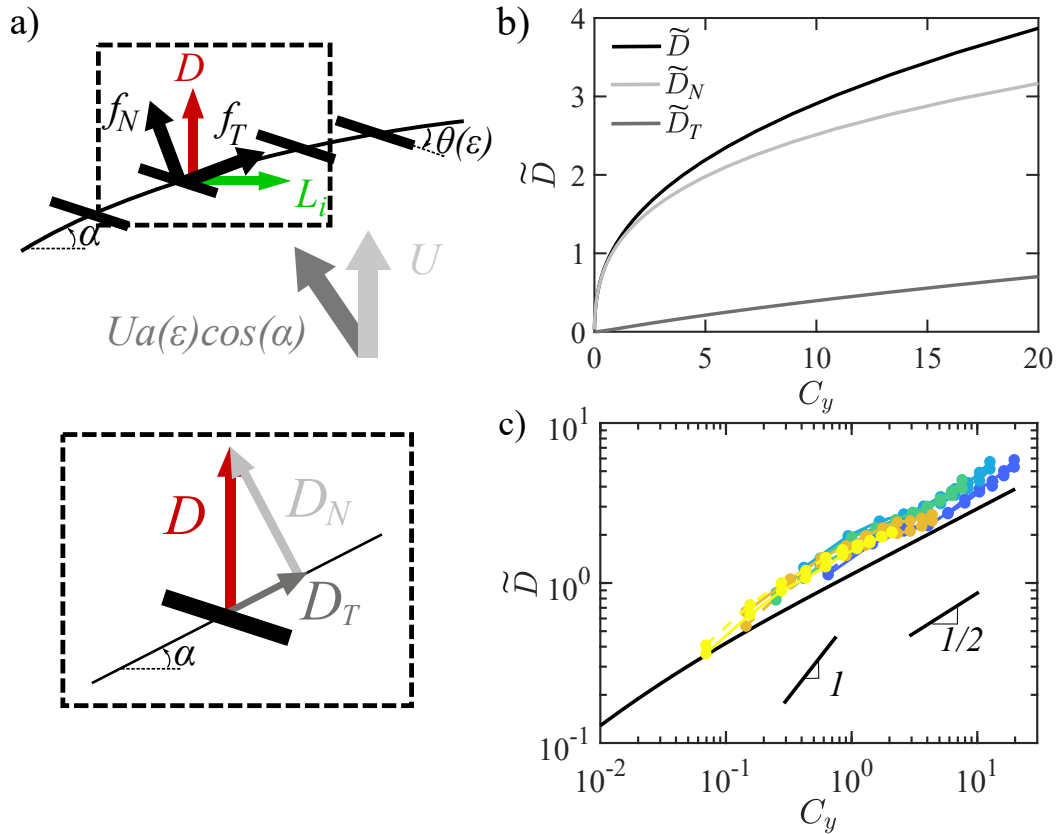 a)
D
f_N
f_T
θ(ε)
L_i
α
U
Ua(ε)cos(α)
D
D_N
D_T
α
b)
4
3
2
1
0
D̃
D̃
D̃_N
D̃_T
0 5 10 15 20
C_y
c)
10^1
10^0
10^-1
D̃
1/2
1
10^-2 10^-1 10^0 10^1
C_y